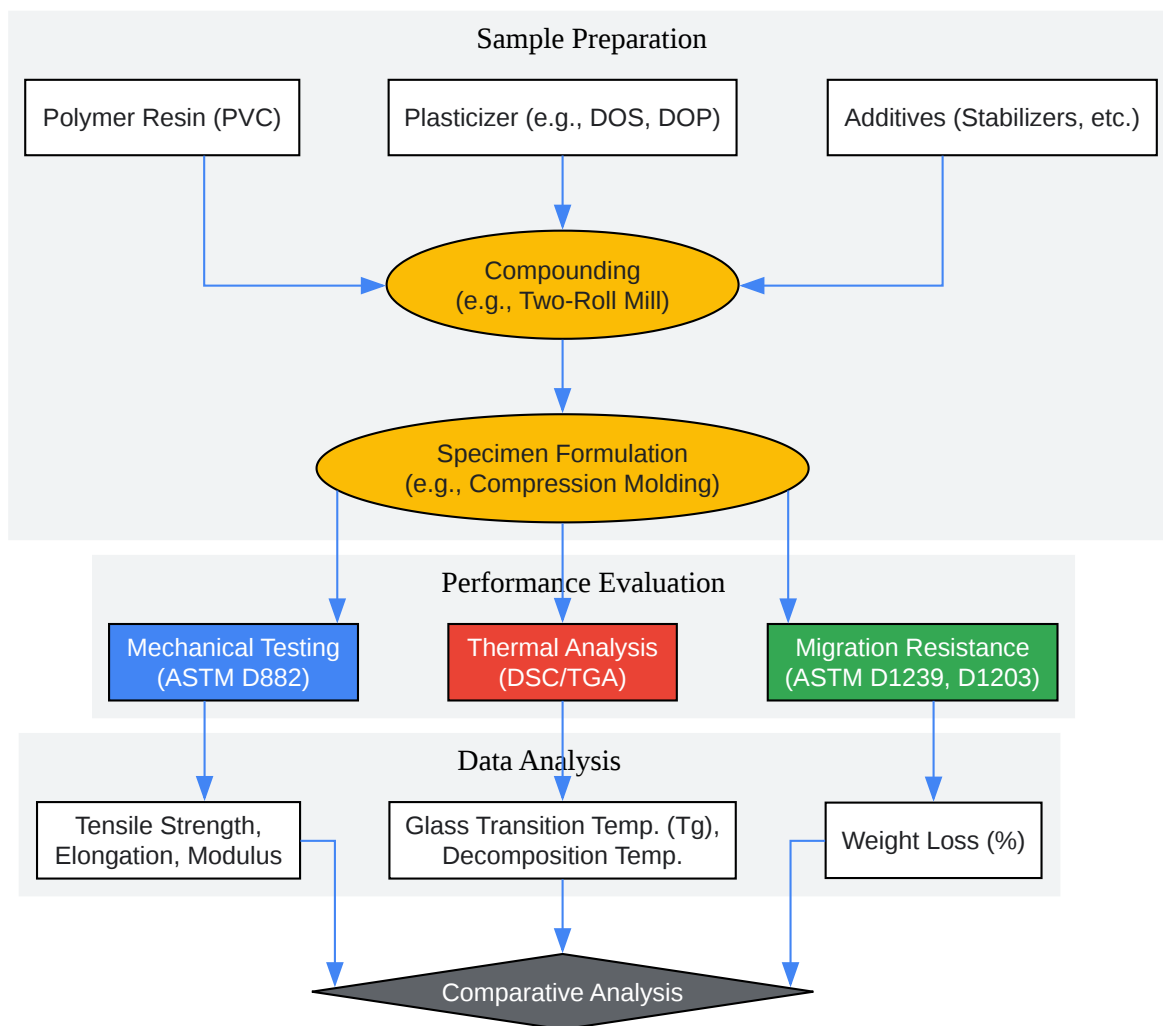 Sample Preparation
Polymer Resin (PVC)
Plasticizer (e.g., DOS, DOP)
Additives (Stabilizers, etc.)
Compounding
(e.g., Two-Roll Mill)
Specimen Formulation
(e.g., Compression Molding)
Performance Evaluation
Mechanical Testing
(ASTM D882)
Thermal Analysis
(DSC/TGA)
Migration Resistance
(ASTM D1239, D1203)
Data Analysis
Tensile Strength,
Elongation, Modulus
Glass Transition Temp. (Tg),
Decomposition Temp.
Weight Loss (%)
Comparative Analysis